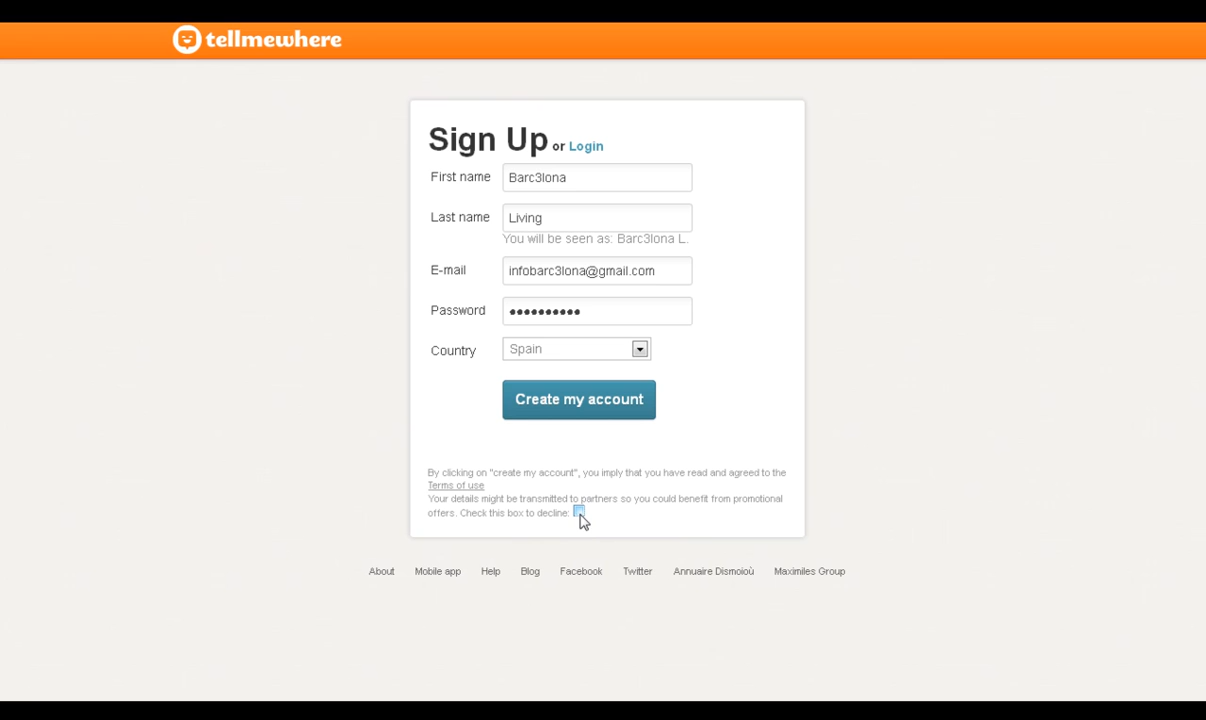 tellmewhere
Sign Up or Login
First name Barc3lona
Last name Living
You will be seen as: Barc3lona L.
E-mail infobarc3lona@gmail.com
Password ••••••••••
Country Spain
Create my account
By clicking on "create my account", you imply that you have read and agreed to the
Terms of use
Your details might be transmitted to partners so you could benefit from promotional
offers. Check this box to decline:
About Mobile app Help Blog Facebook Twitter Annuaire Dismoioù Maximiles Group